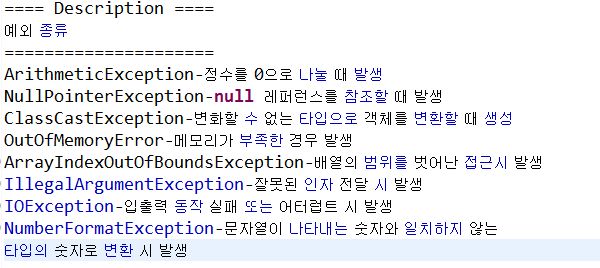 ==== Description ====
예외 종류
=====================
ArithmeticException-정수를 0으로 나눌 때 발생
NullPointerException-null 레퍼런스를 참조할 때 발생
ClassCastException-변화할 수 없는 타입으로 객체를 변환할 때 생성
OutOfMemoryError-메모리가 부족한 경우 발생
ArrayIndexOutOfBoundsException-배열의 범위를 벗어난 접근시 발생
IllegalArgumentException-잘못된 인자 전달 시 발생
IOException-입출력 동작 실패 또는 어터럽트 시 발생
NumberFormatException-문자열이 나타내는 숫자와 일치하지 않는
타입의 숫자로 변환 시 발생